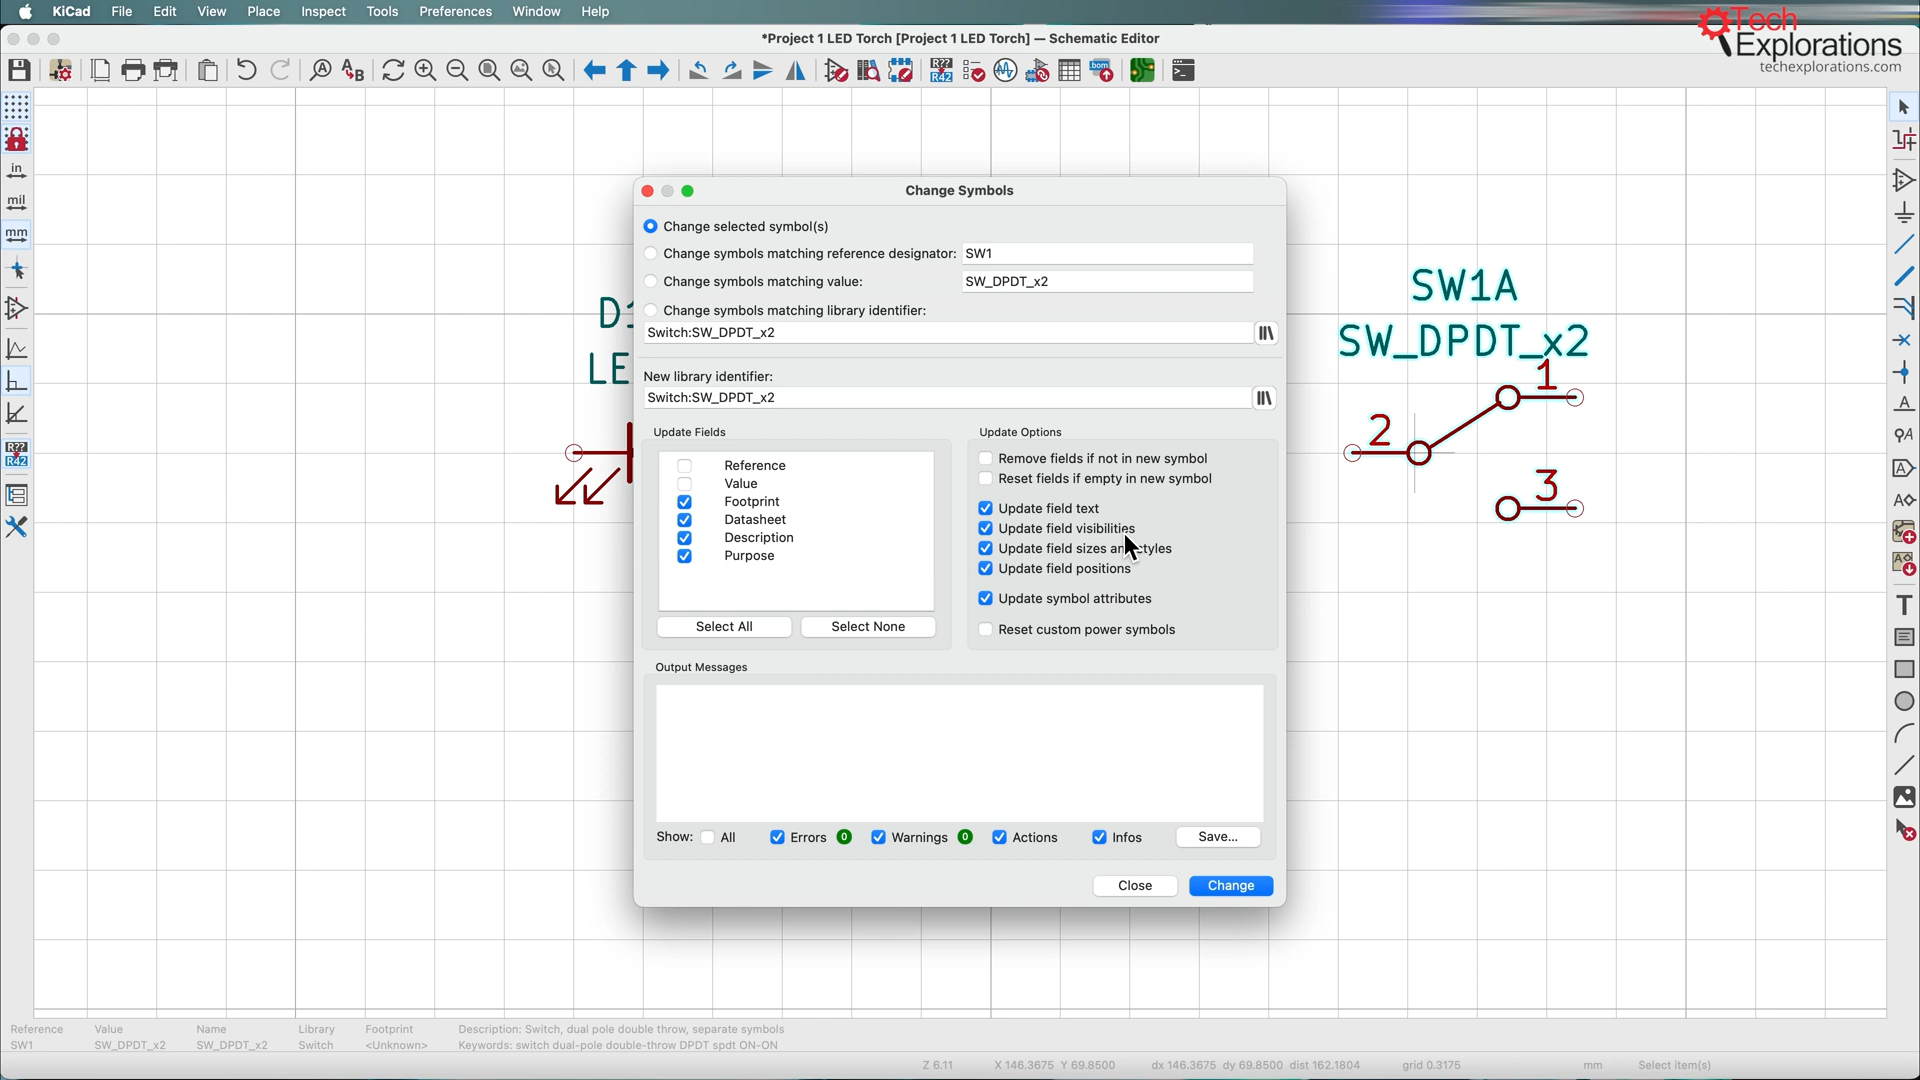 KiCad File Edit View Place Inspect Tools Preferences Window Help
*Project 1 LED Torch [Project 1 LED Torch] — Schematic Editor
Tech
Explorations
techexplorations.com
R??
R42
bom
in
mil
mm
R??
R42
Change Symbols
Change selected symbol(s)
Change symbols matching reference designator: SW1
Change symbols matching value: SW_DPDT_x2
Change symbols matching library identifier:
Switch:SW_DPDT_x2
New library identifier:
Switch:SW_DPDT_x2
Update Fields
Reference
Value
Footprint
Datasheet
Description
Purpose
Select All Select None
Update Options
Remove fields if not in new symbol
Reset fields if empty in new symbol
Update field text
Update field visibilities
Update field sizes and styles
Update field positions
Update symbol attributes
Reset custom power symbols
Output Messages
Show: All Errors 0 Warnings 0 Actions Infos Save...
Close Change
D1
LE
SW1A
SW_DPDT_x2
1
2
3
Reference Value Name Library Footprint Description: Switch, dual pole double throw, separate symbols
SW1 SW_DPDT_x2 SW_DPDT_x2 Switch <Unknown> Keywords: switch dual-pole double-throw DPDT spdt ON-ON
Z 6.11 X 146.3675 Y 69.8500 dx 146.3675 dy 69.8500 dist 162.1804 grid 0.3175 mm Select item(s)